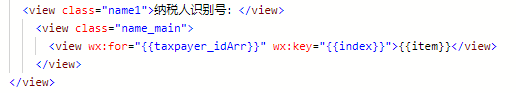 <view class="name1">纳税人识别号: </view>
<view class="name_main">
<view wx:for="{{taxpayer_idArr}}" wx:key="{{index}}">{{item}}</view>
</view>
</view>